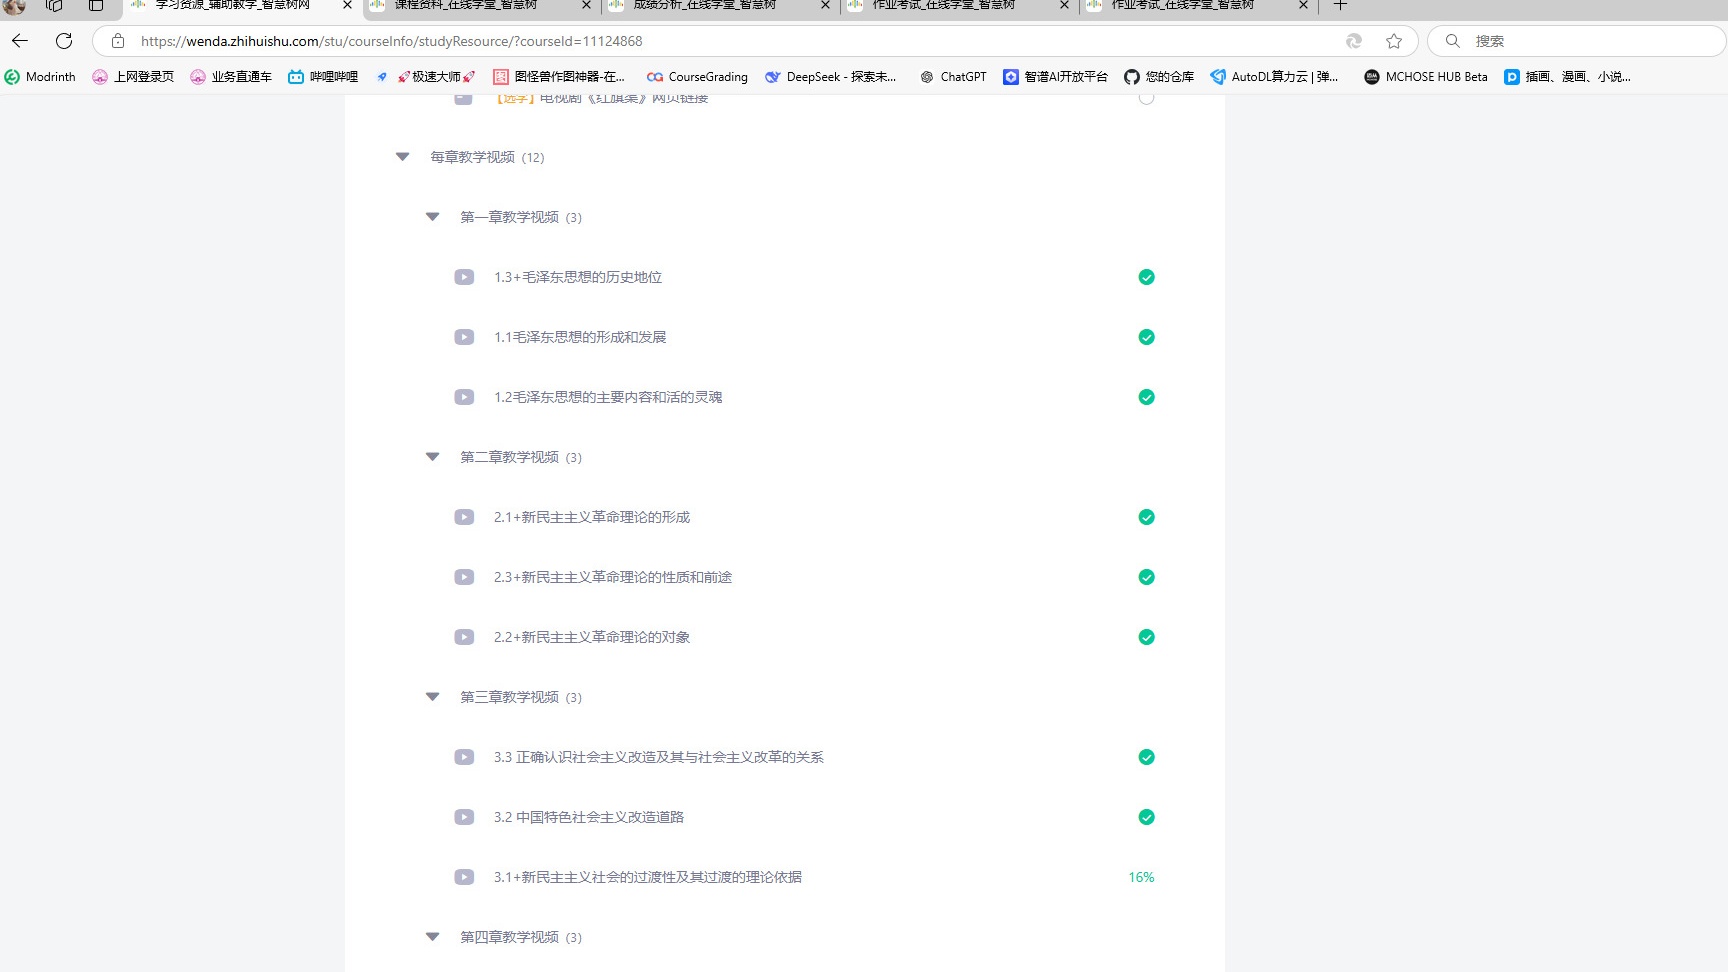 学习资源_辅助教学_智慧树网
课程资料_在线学堂_智慧树
成绩分析_在线学堂_智慧树
作业考试_在线学堂_智慧树
作业考试_在线学堂_智慧树
https://wenda.zhihuishu.com/stu/courseInfo/studyResource/?courseId=11124868
搜索
Modrinth
上网登录页
业务直通车
哔哩哔哩
🚀极速大师🚀
图怪兽作图神器-在...
CourseGrading
DeepSeek - 探索未...
ChatGPT
智谱AI开放平台
您的仓库
AutoDL算力云 | 弹...
MCHOSE HUB Beta
插画、漫画、小说...
【选学】电视剧《红旗渠》网页链接
每章教学视频 (12)
第一章教学视频 (3)
1.3+毛泽东思想的历史地位
1.1毛泽东思想的形成和发展
1.2毛泽东思想的主要内容和活的灵魂
第二章教学视频 (3)
2.1+新民主主义革命理论的形成
2.3+新民主主义革命理论的性质和前途
2.2+新民主主义革命理论的对象
第三章教学视频 (3)
3.3 正确认识社会主义改造及其与社会主义改革的关系
3.2 中国特色社会主义改造道路
3.1+新民主主义社会的过渡性及其过渡的理论依据
16%
第四章教学视频 (3)